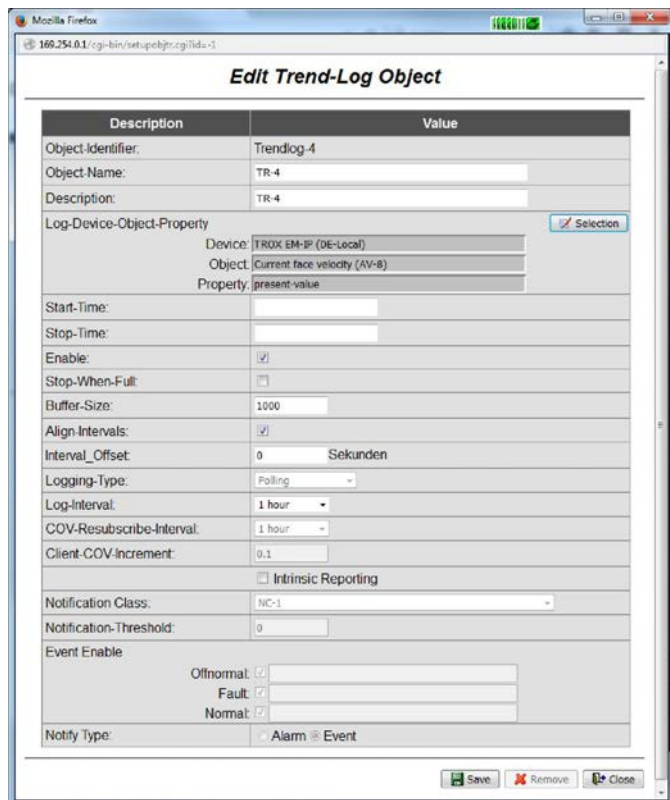 Mozilla Firefox
169.254.0.1/cgi-bin/setupobjtr.cgi?id=-1
Edit Trend-Log Object
Description Value
Object-Identifier: Trendlog-4
Object-Name: TR-4
Description: TR-4
Log-Device-Object-Property Selection
Device: TROX EM-IP (DE-Local)
Object: Current face velocity (AV-8)
Property: present-value
Start-Time:
Stop-Time:
Enable:
Stop-When-Full:
Buffer-Size: 1000
Align-Intervals:
Interval_Offset: 0 Sekunden
Logging-Type: Polling
Log-Interval: 1 hour
COV-Resubscribe-Interval: 1 hour
Client-COV-Increment: 0.1
Intrinsic Reporting
Notification Class: NC-1
Notification-Threshold: 0
Event Enable
Offnormal:
Fault:
Normal:
Notify Type: Alarm Event
Save Remove Close